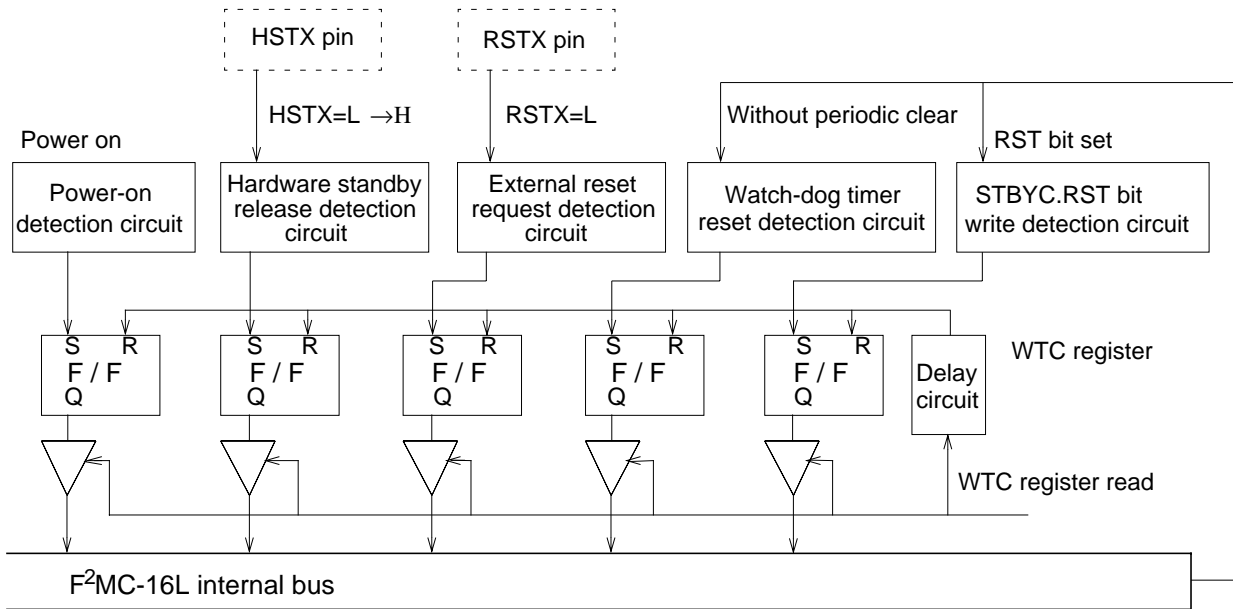 HSTX pin
RSTX pin
HSTX=L →H
RSTX=L
Without periodic clear
Power on
RST bit set
Power-on
detection circuit
Hardware standby
release detection
circuit
External reset
request detection
circuit
Watch-dog timer
reset detection circuit
STBYC.RST bit
write detection circuit
S R
F / F
Q
S R
F / F
Q
S R
F / F
Q
S R
F / F
Q
S R
F / F
Q
Delay
circuit
WTC register
WTC register read
F²MC-16L internal bus